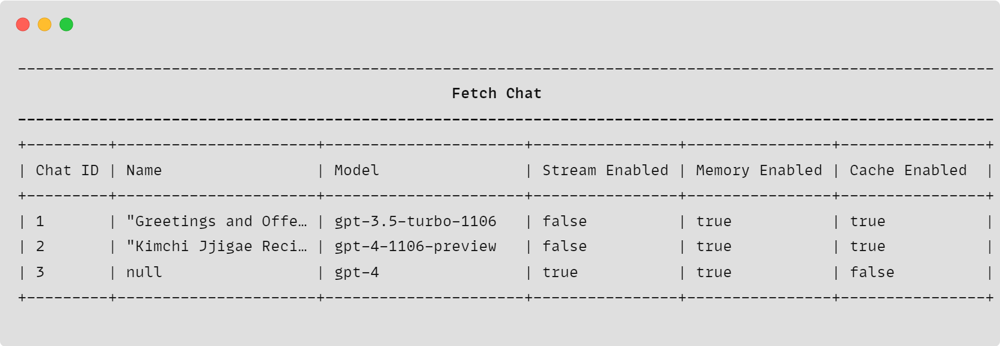 ------------------------------------------------------------------------------------------------------------
Fetch Chat
------------------------------------------------------------------------------------------------------------
+---------+----------------------+----------------------+----------------+----------------+----------------+
| Chat ID | Name                 | Model                | Stream Enabled | Memory Enabled | Cache Enabled  |
+---------+----------------------+----------------------+----------------+----------------+----------------+
| 1       | "Greetings and Offe… | gpt-3.5-turbo-1106   | false          | true           | true           |
| 2       | "Kimchi Jjigae Reci… | gpt-4-1106-preview   | false          | true           | true           |
| 3       | null                 | gpt-4                | true           | true           | false          |
+---------+----------------------+----------------------+----------------+----------------+----------------+